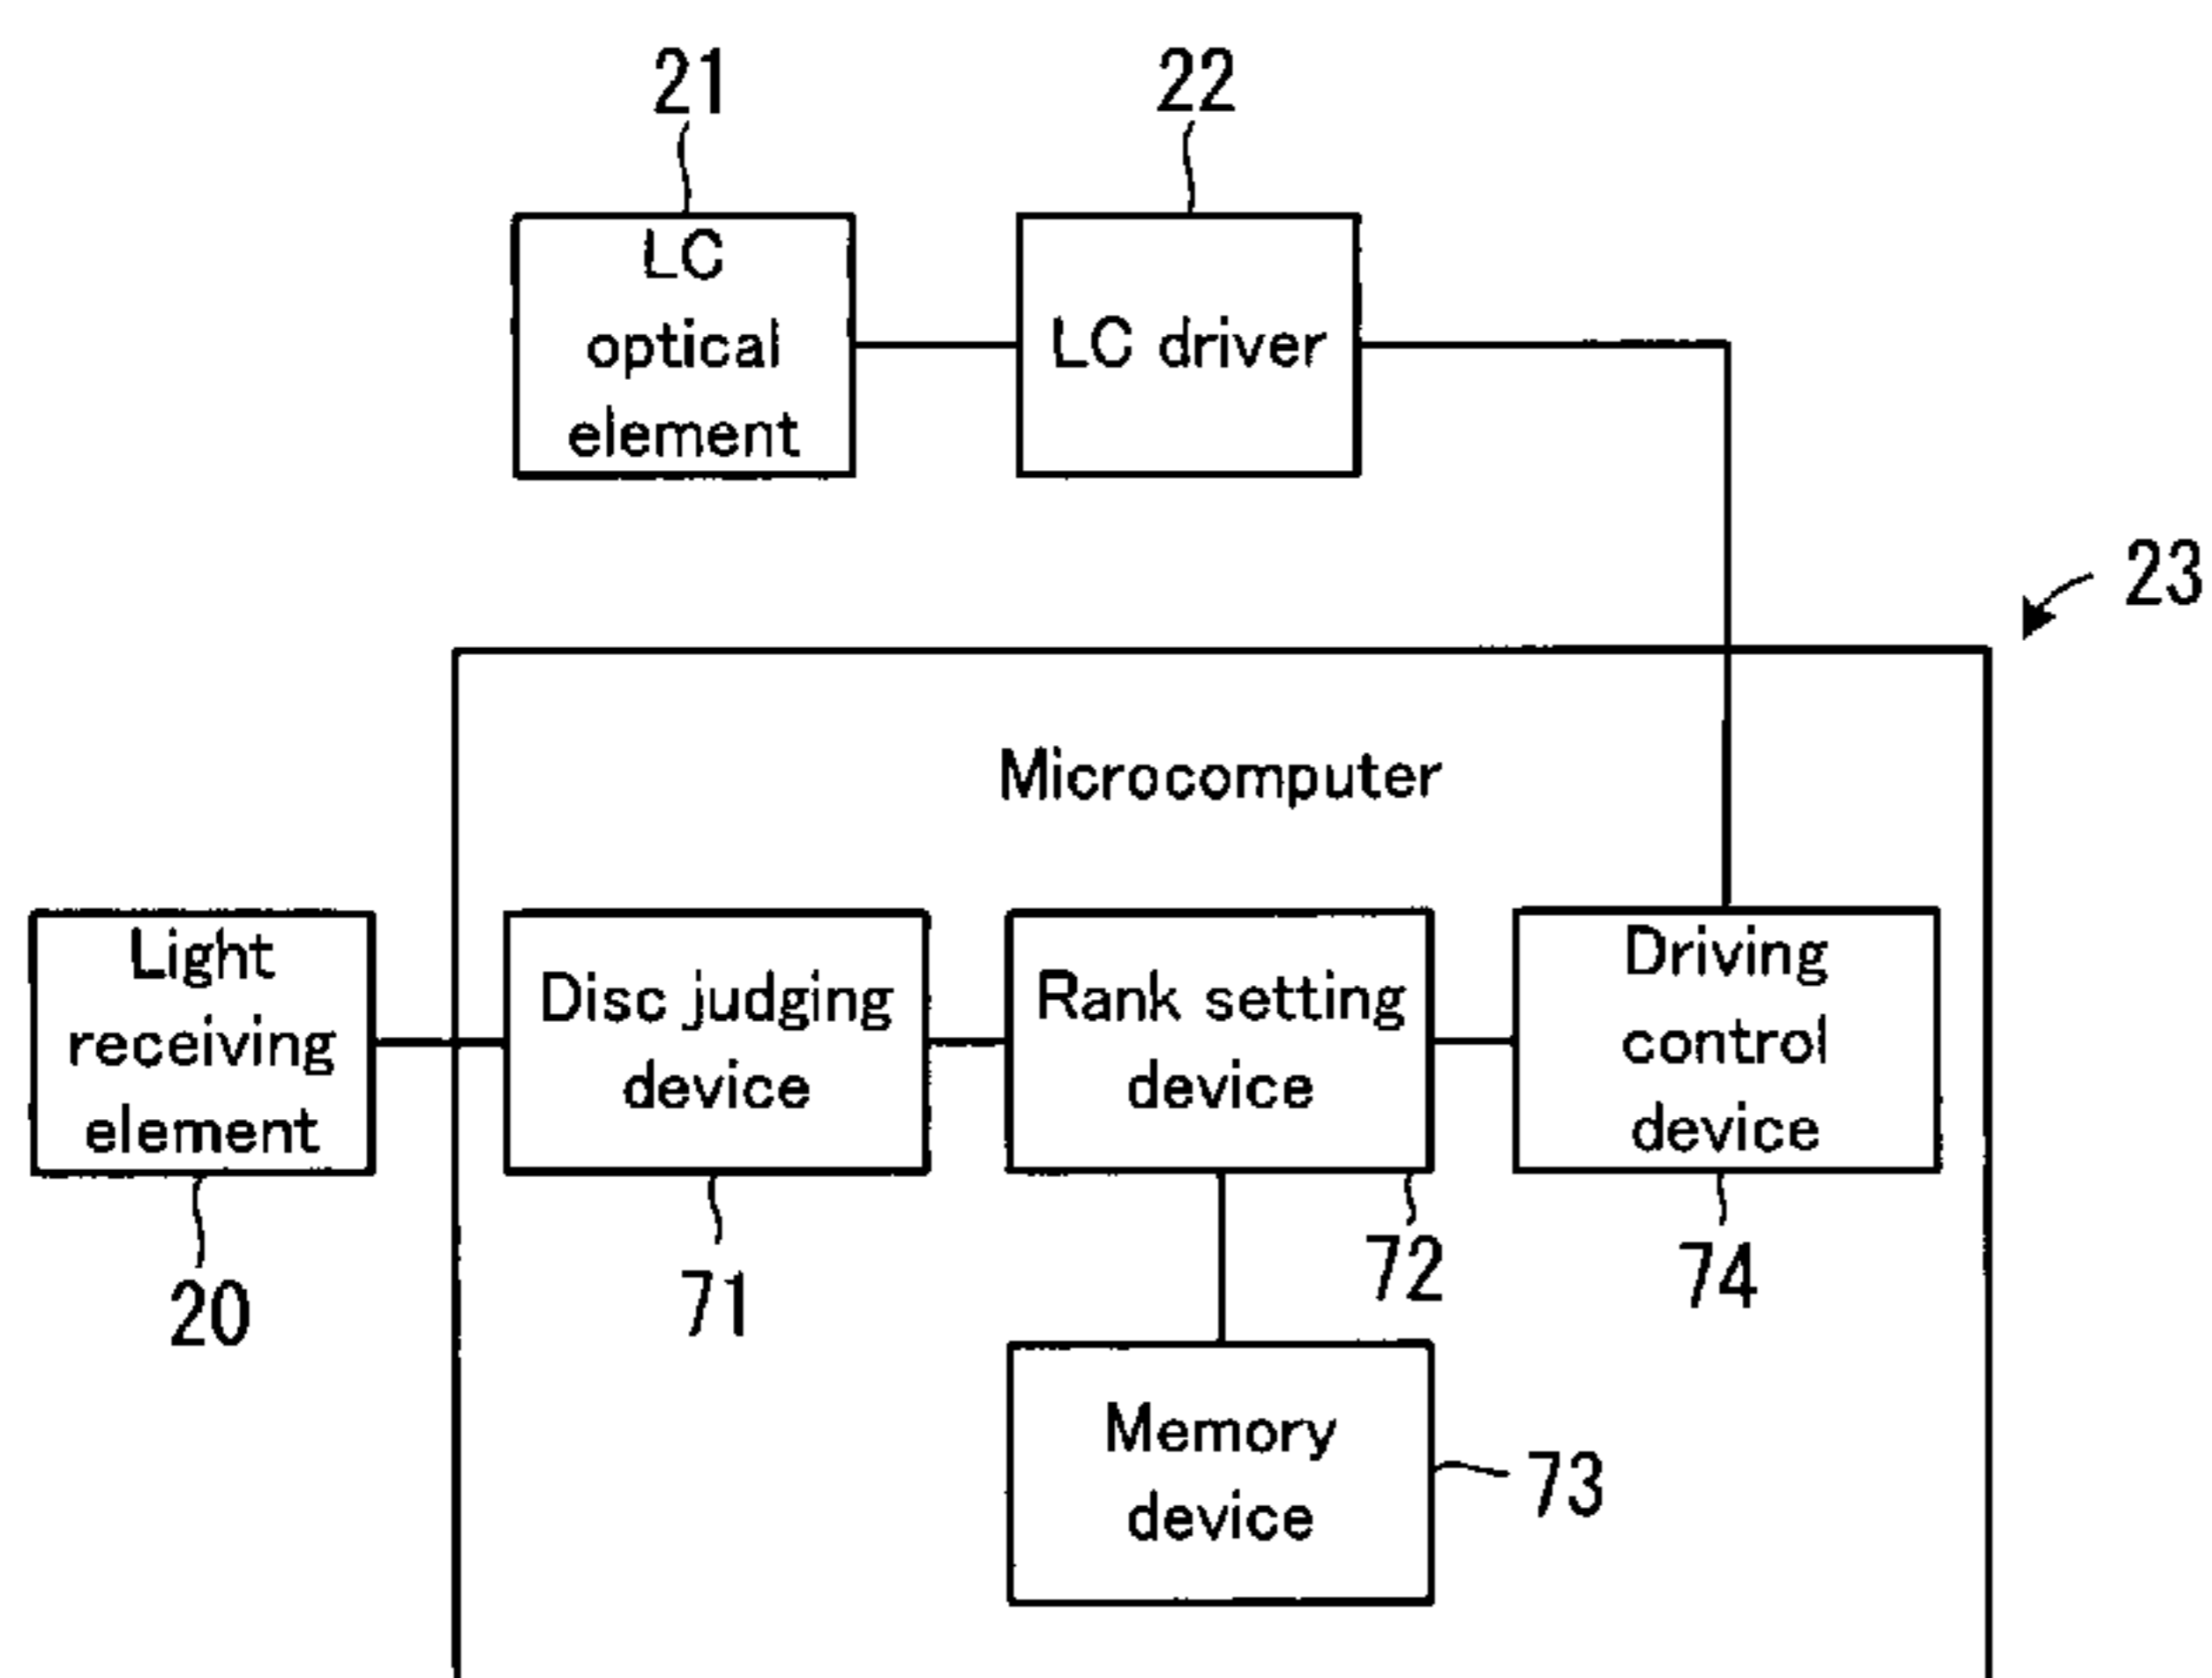 21
22
LC
optical
element
LC driver
23
Microcomputer
Light
receiving
element
Disc judging
device
Rank setting
device
Driving
control
device
20
71
72
74
Memory
device
73